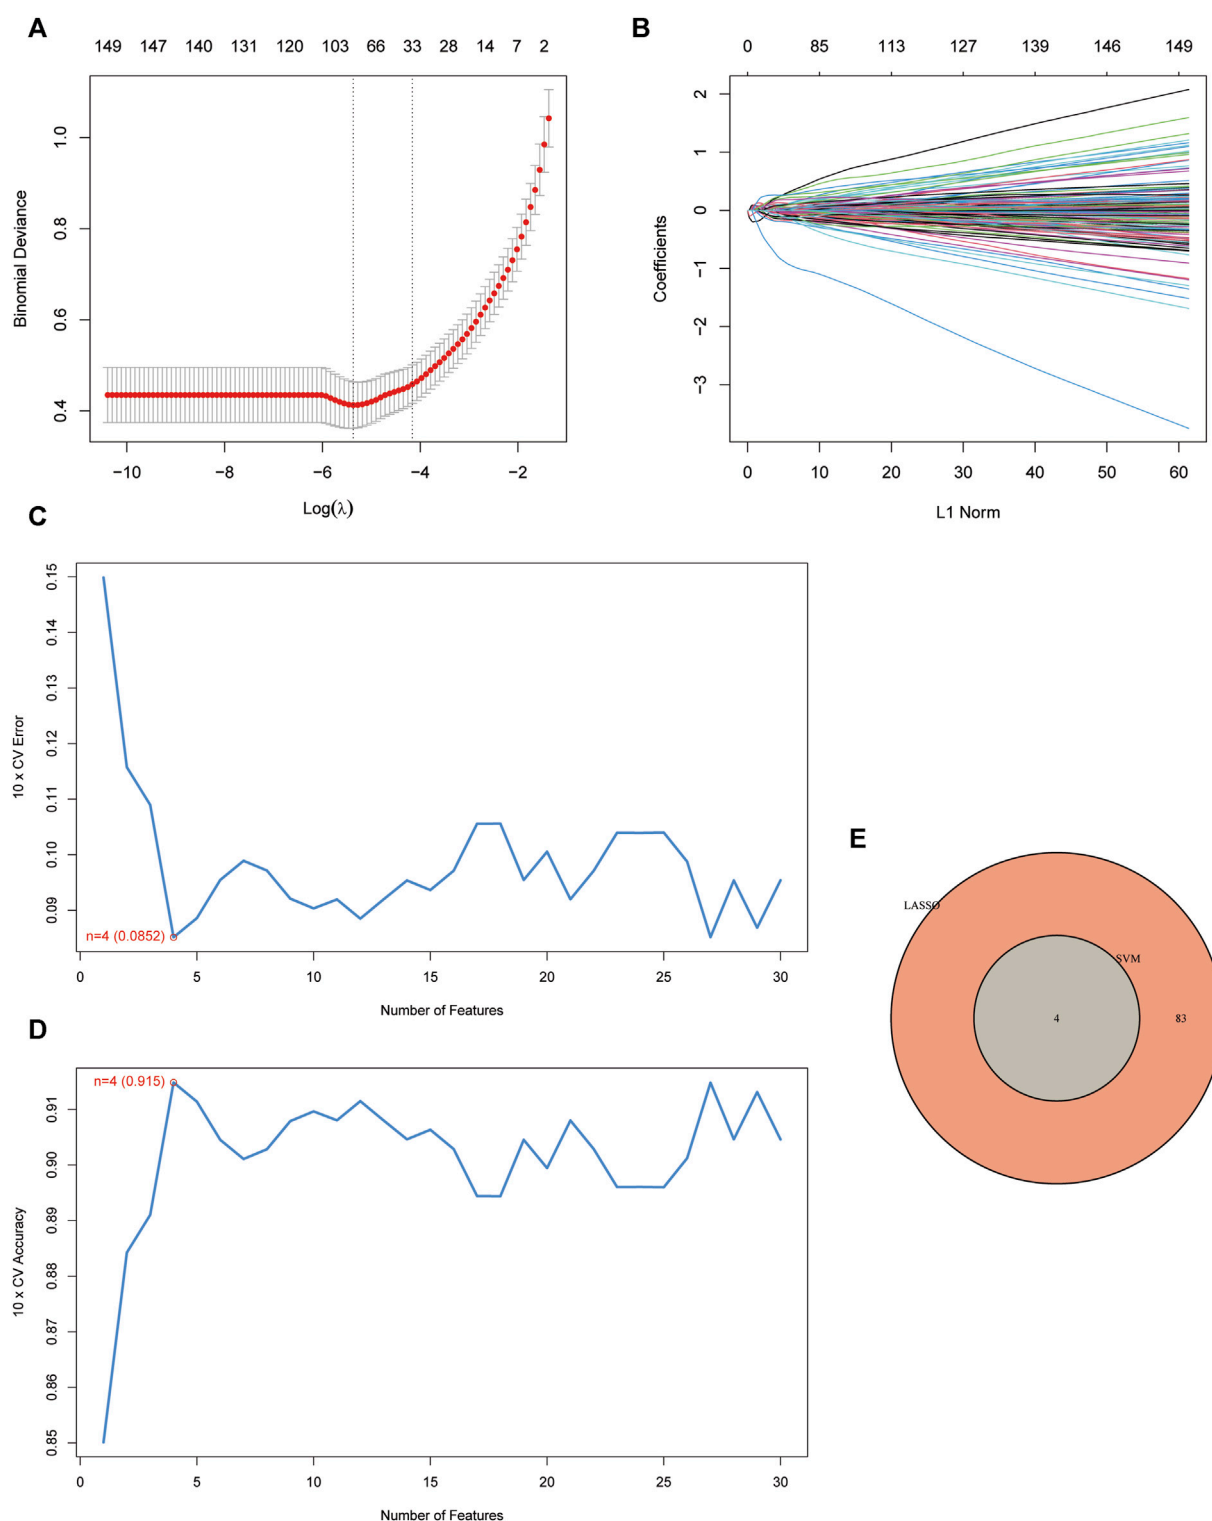 A
149 147 140 131 120 103 66 33 28 14 7 2
Binomial Deviance
1.0
0.8
0.6
0.4
−10 −8 −6 −4 −2
Log(λ)
B
0 85 113 127 139 146 149
Coefficients
2
1
0
−1
−2
−3
0 10 20 30 40 50 60
L1 Norm
C
10 x CV Error
0.15
0.14
0.13
0.12
0.11
0.10
0.09
n=4 (0.0852)
0 5 10 15 20 25 30
Number of Features
D
10 x CV Accuracy
n=4 (0.915)
0.91
0.90
0.89
0.88
0.87
0.86
0.85
0 5 10 15 20 25 30
Number of Features
E
LASSO
SVM
4
83